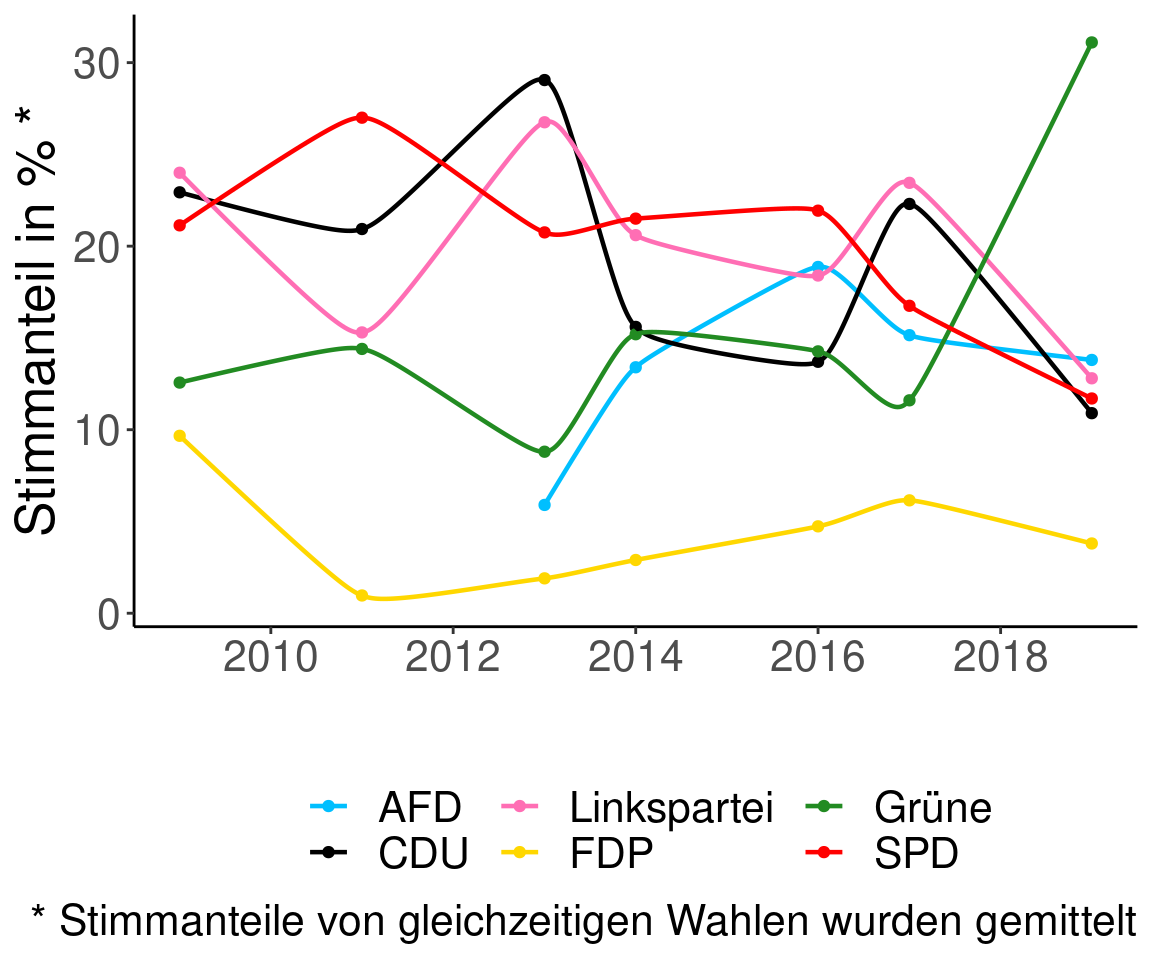 Stimmanteil in % *
30
20
10
0
2010 2012 2014 2016 2018
AFD Linkspartei Grüne
CDU FDP SPD
* Stimmanteile von gleichzeitigen Wahlen wurden gemittelt